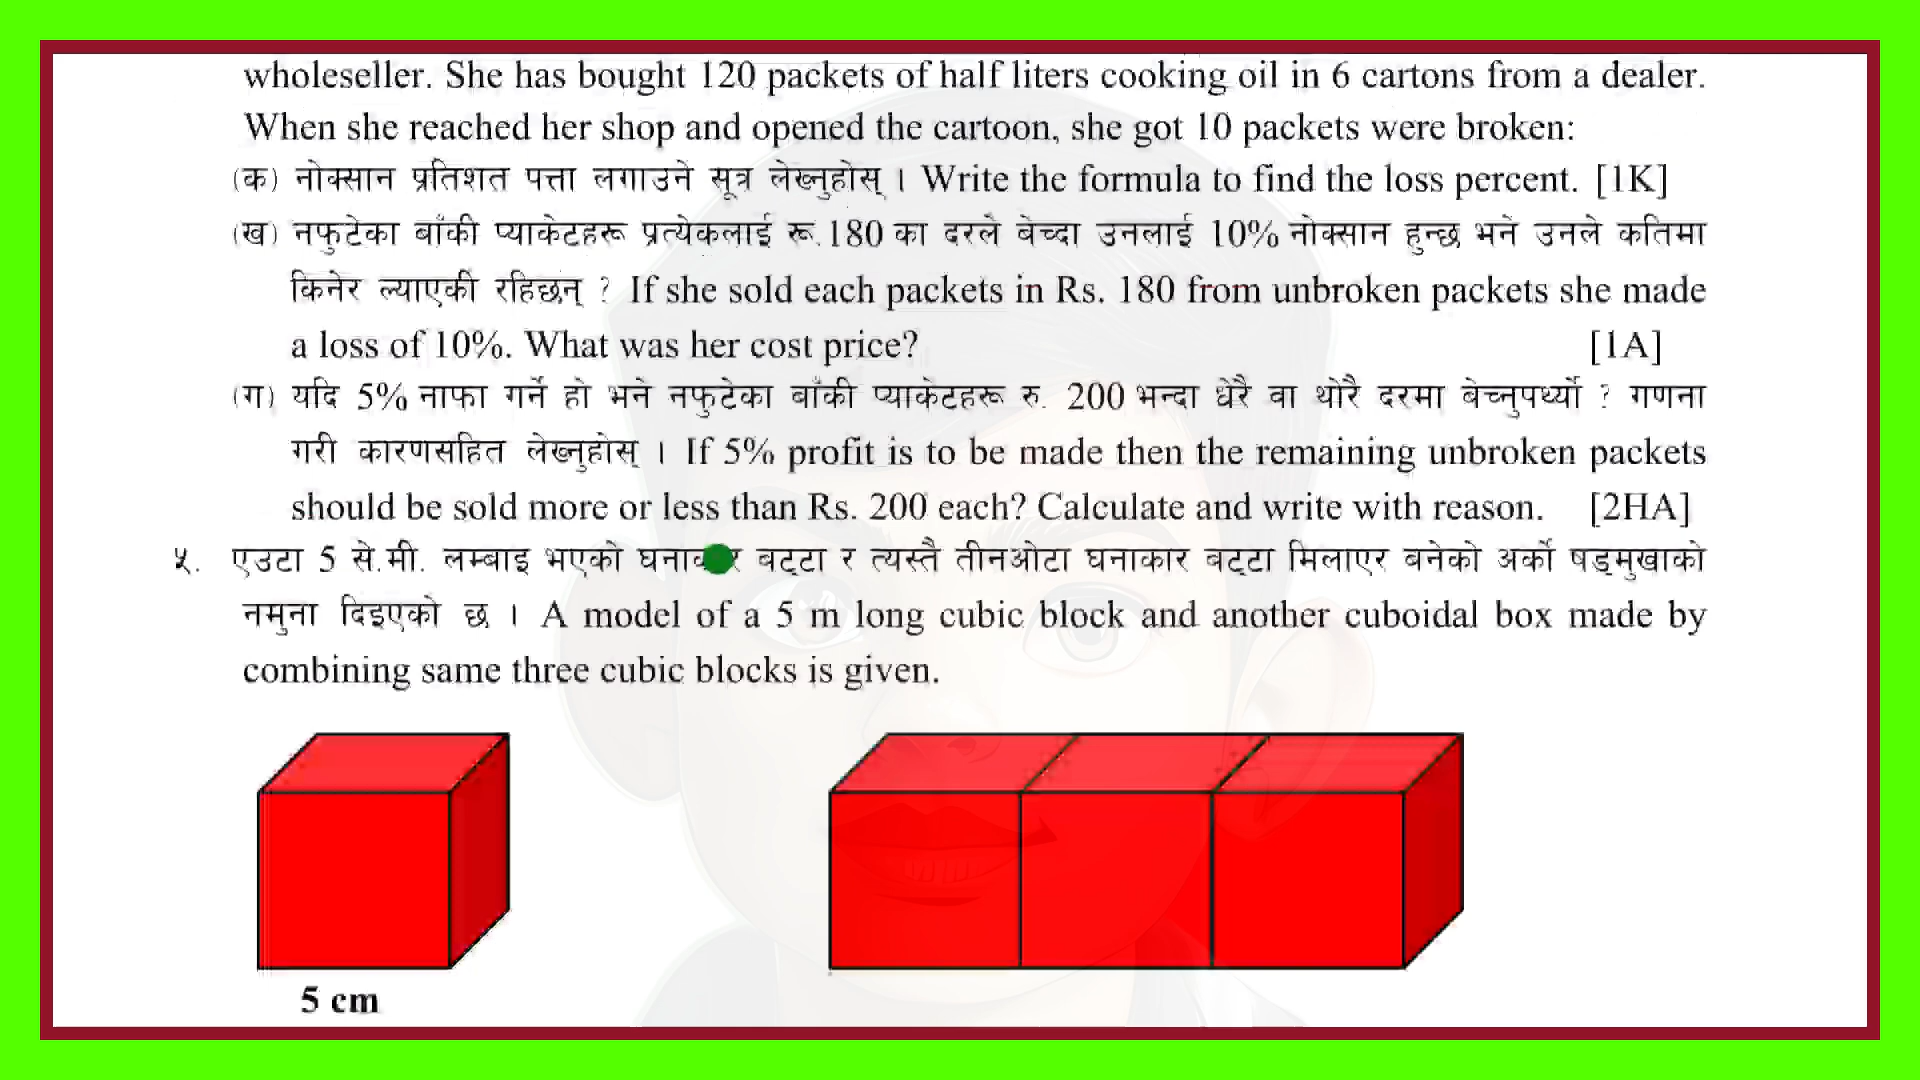 wholeseller. She has bought 120 packets of half liters cooking oil in 6 cartons from a dealer.
When she reached her shop and opened the cartoon, she got 10 packets were broken:
(क) नोक्सान प्रतिशत पत्ता लगाउने सूत्र लेख्नुहोस् । Write the formula to find the loss percent. [1K]
(ख) नफुटेका बाँकी प्याकेटहरू प्रत्येकलाई रू.180 का दरले बेच्दा उनलाई 10% नोक्सान हुन्छ भने उनले कतिमा
किनेर ल्याएकी रहिछन् ? If she sold each packets in Rs. 180 from unbroken packets she made
a loss of 10%. What was her cost price? [1A]
(ग) यदि 5% नाफा गर्ने हो भने नफुटेका बाँकी प्याकेटहरू रु. 200 भन्दा धेरै वा थोरै दरमा बेच्नुपर्थ्यो ? गणना
गरी कारणसहित लेख्नुहोस् । If 5% profit is to be made then the remaining unbroken packets
should be sold more or less than Rs. 200 each? Calculate and write with reason. [2HA]
५. एउटा 5 से.मी. लम्बाइ भएको घनाकार बट्टा र त्यस्तै तीनओटा घनाकार बट्टा मिलाएर बनेको अर्को षड्मुखाको
नमुना दिइएको छ । A model of a 5 m long cubic block and another cuboidal box made by
combining same three cubic blocks is given.
5 cm